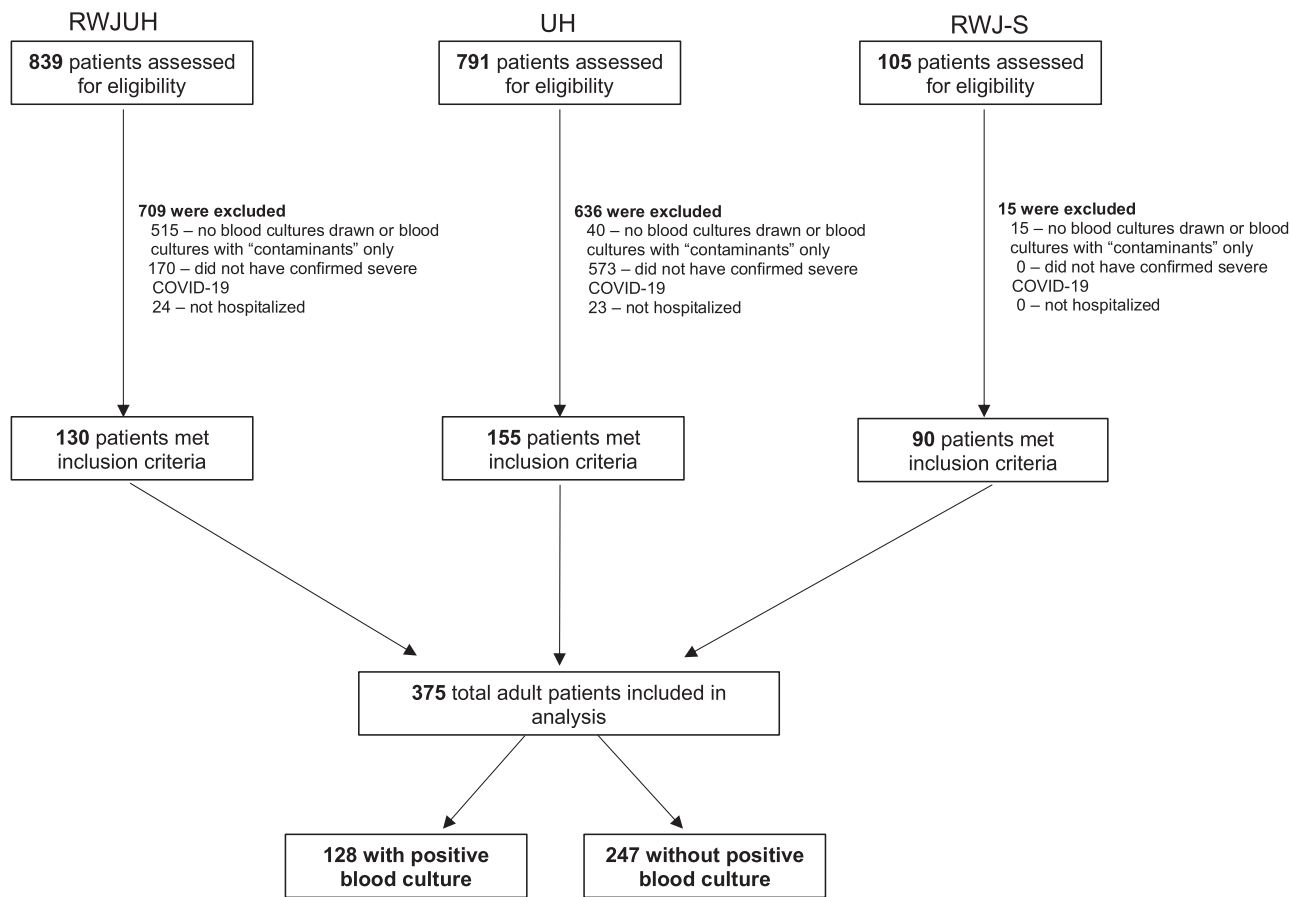 RWJUH
839 patients assessed
for eligibility
709 were excluded
515 – no blood cultures drawn or blood
cultures with “contaminants” only
170 – did not have confirmed severe
COVID-19
24 – not hospitalized
130 patients met
inclusion criteria
UH
791 patients assessed
for eligibility
636 were excluded
40 – no blood cultures drawn or blood
cultures with “contaminants” only
573 – did not have confirmed severe
COVID-19
23 – not hospitalized
155 patients met
inclusion criteria
RWJ-S
105 patients assessed
for eligibility
15 were excluded
15 – no blood cultures drawn or blood
cultures with “contaminants” only
0 – did not have confirmed severe
COVID-19
0 – not hospitalized
90 patients met
inclusion criteria
375 total adult patients included in
analysis
128 with positive
blood culture
247 without positive
blood culture